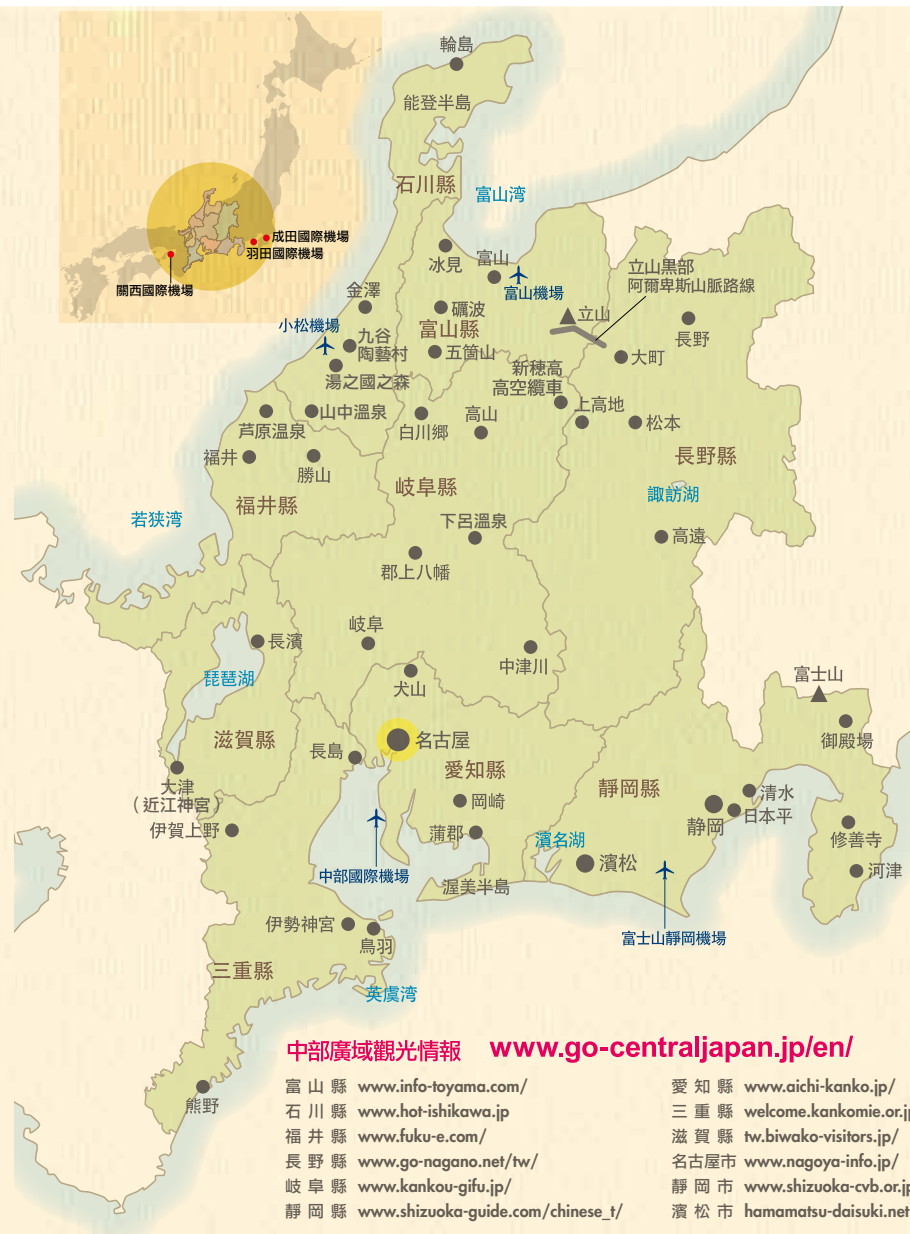 輪島
能登半島
石川縣
富山湾
成田國際機場
羽田國際機場
關西國際機場
冰見
富山
富山機場
立山黒部
阿爾卑斯山脈路線
立山
長野
金澤
礪波
小松機場
富山縣
九谷
陶藝村
五箇山
大町
湯之國之森
新穂高
高空纜車
上高地
松本
芦原溫泉
山中溫泉
白川郷
高山
福井
勝山
長野縣
岐阜縣
福井縣
諏訪湖
若狭湾
下呂溫泉
高遠
郡上八幡
岐阜
長濱
中津川
琵琶湖
犬山
富士山
滋賀縣
長島
名古屋
御殿場
愛知縣
大津
(近江神宮)
靜岡縣
岡崎
清水
静岡
日本平
伊賀上野
蒲郡
濱名湖
修善寺
濱松
河津
中部國際機場
渥美半島
伊勢神宮
鳥羽
富士山靜岡機場
三重縣
英虞湾
熊野
中部廣域觀光情報 www.go-centraljapan.jp/en/
富山縣 www.info-toyama.com/
石川縣 www.hot-ishikawa.jp
福井縣 www.fuku-e.com/
長野縣 www.go-nagano.net/tw/
岐阜縣 www.kankou-gifu.jp/
靜岡縣 www.shizuoka-guide.com/chinese_t/
愛知縣 www.aichi-kanko.jp/
三重縣 welcome.kankomie.or.jp
滋賀縣 tw.biwako-visitors.jp/
名古屋市 www.nagoya-info.jp/
靜岡市 www.shizuoka-cvb.or.jp
濱松市 hamamatsu-daisuki.net